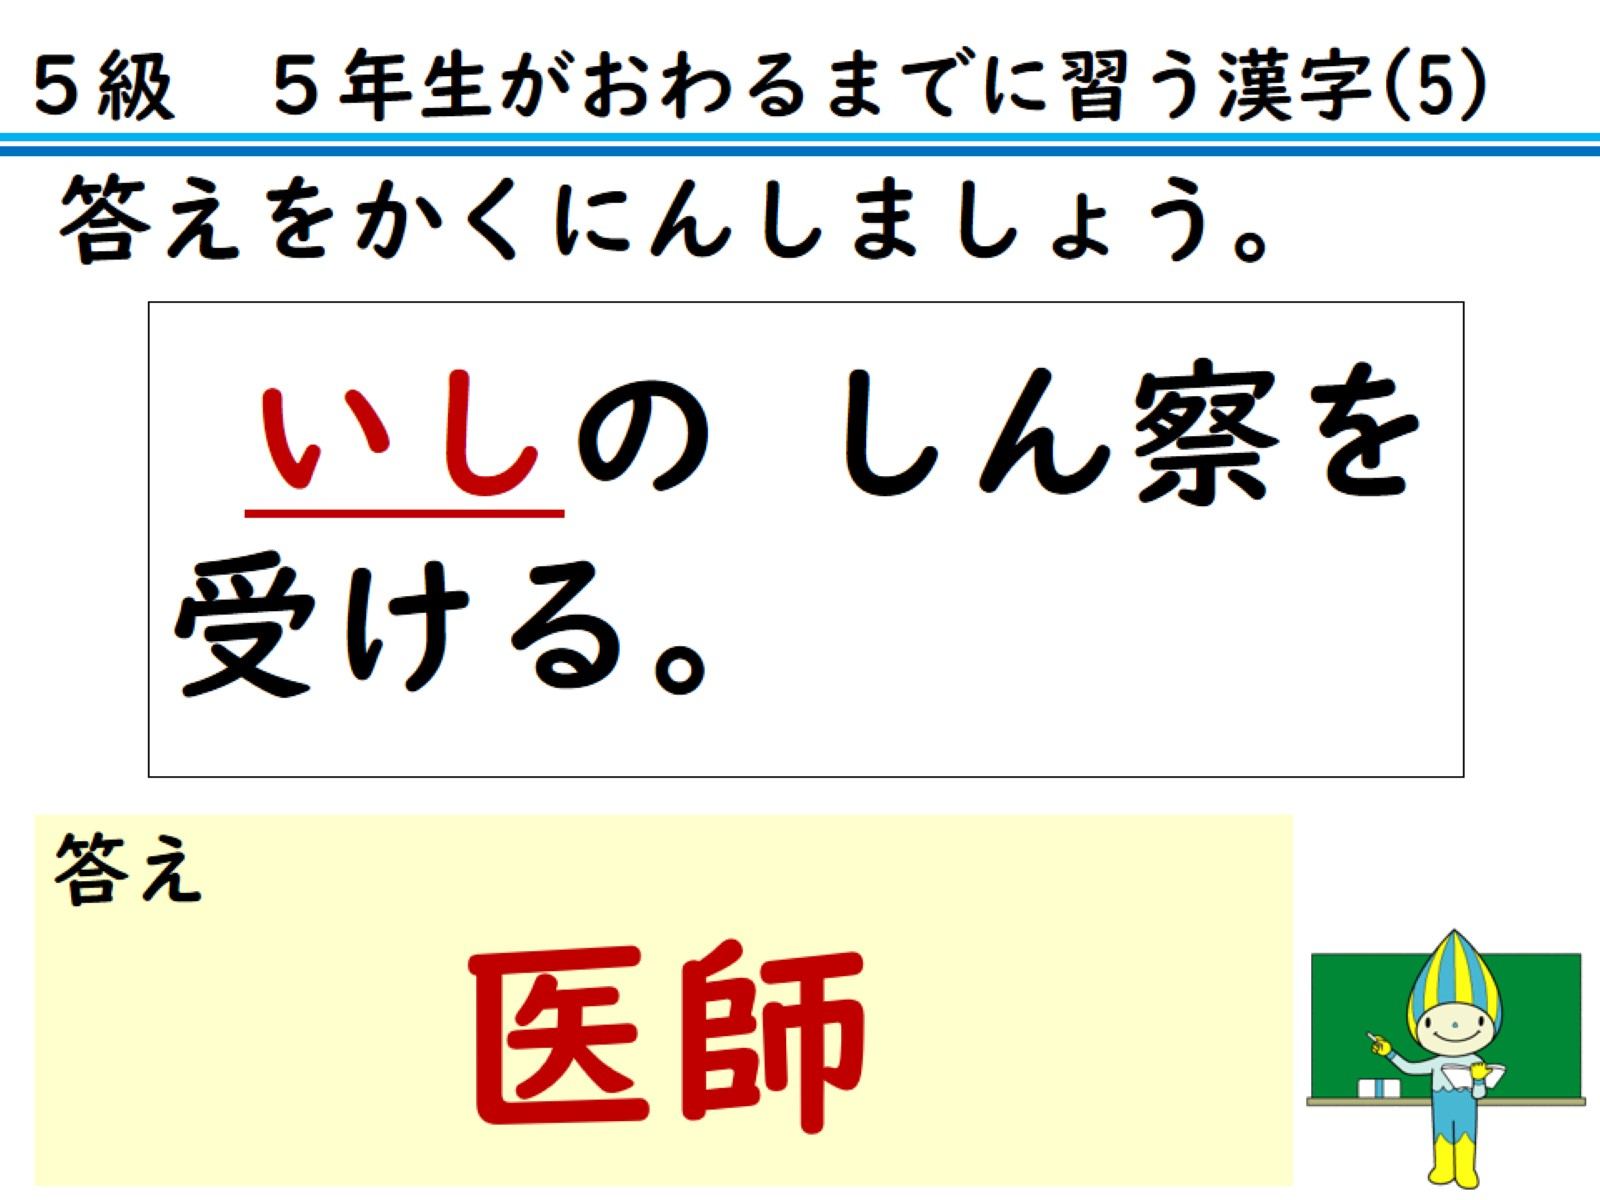 ５級　５年生がおわるまでに習う漢字(5)
答えをかくにんしましょう。
いしの しん察を
受ける。
答え
医師